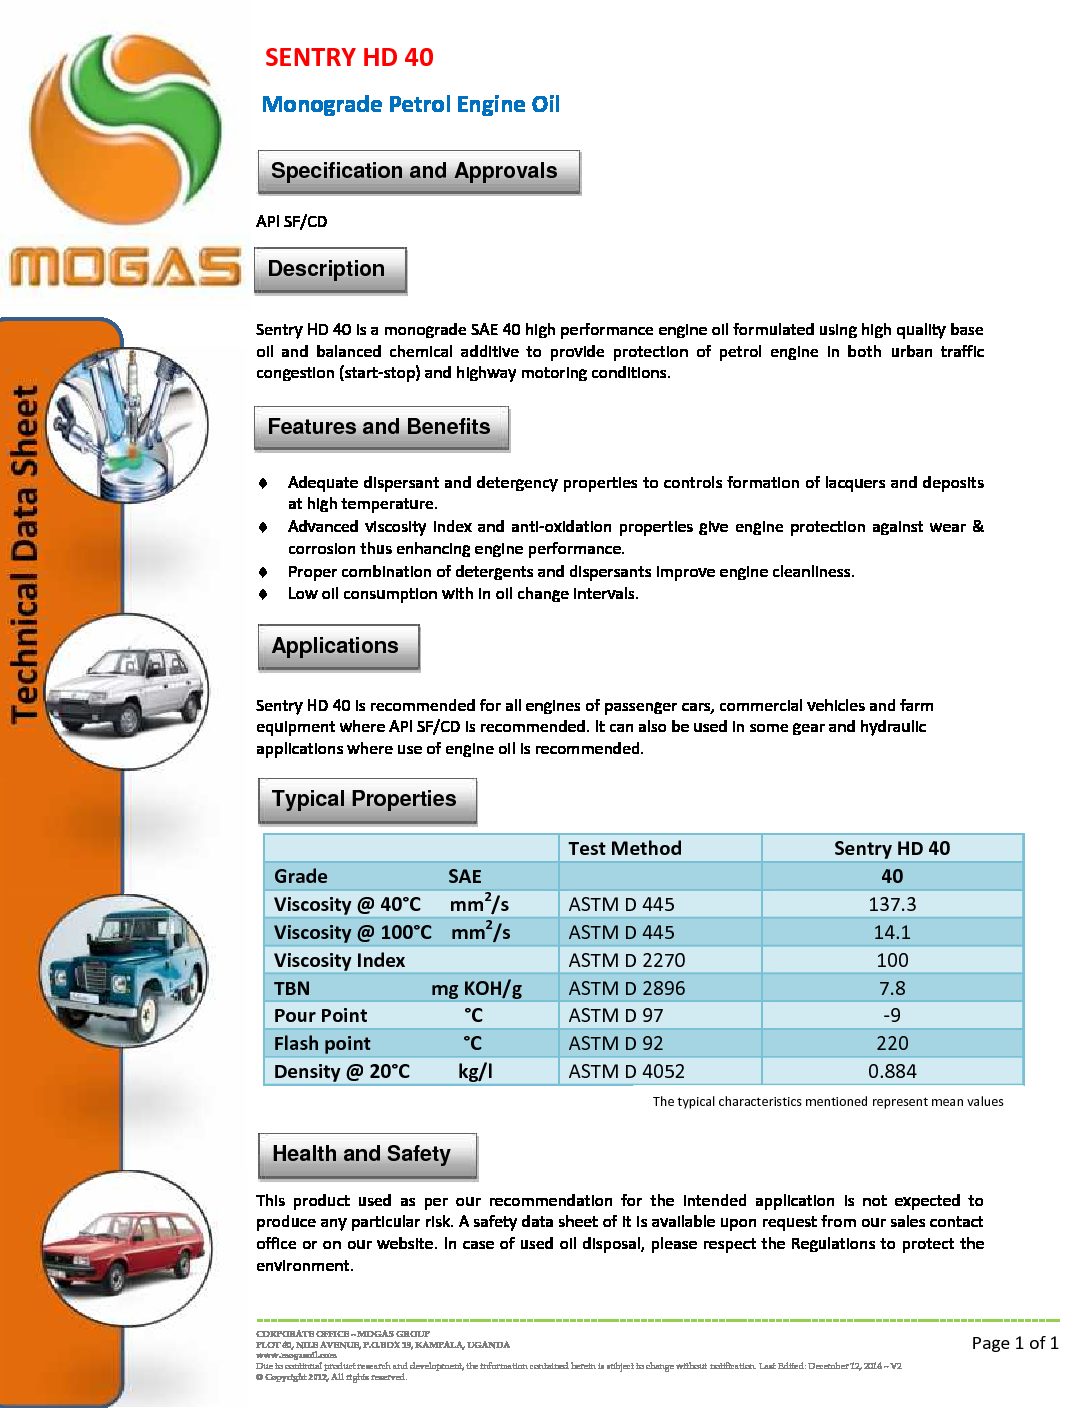 SENTRY HD 40
Monograde Petrol Engine Oil
Specification and Approvals
API SF/CD
MOGAS
Description
Sentry HD 40 is a monograde SAE 40 high performance engine oil formulated using high quality base
oil and balanced chemical additive to provide protection of petrol engine in both urban traffic
congestion (start-stop) and highway motoring conditions.
Technical Data Sheet
Features and Benefits
♦ Adequate dispersant and detergency properties to controls formation of lacquers and deposits
at high temperature.
♦ Advanced viscosity index and anti-oxidation properties give engine protection against wear &
corrosion thus enhancing engine performance.
♦ Proper combination of detergents and dispersants improve engine cleanliness.
♦ Low oil consumption with in oil change intervals.
Applications
Sentry HD 40 is recommended for all engines of passenger cars, commercial vehicles and farm
equipment where API SF/CD is recommended. It can also be used in some gear and hydraulic
applications where use of engine oil is recommended.
Typical Properties
Test Method Sentry HD 40
Grade SAE 40
Viscosity @ 40°C mm²/s ASTM D 445 137.3
Viscosity @ 100°C mm²/s ASTM D 445 14.1
Viscosity Index ASTM D 2270 100
TBN mg KOH/g ASTM D 2896 7.8
Pour Point °C ASTM D 97 -9
Flash point °C ASTM D 92 220
Density @ 20°C kg/l ASTM D 4052 0.884
The typical characteristics mentioned represent mean values
Health and Safety
This product used as per our recommendation for the intended application is not expected to
produce any particular risk. A safety data sheet of it is available upon request from our sales contact
office or on our website. In case of used oil disposal, please respect the Regulations to protect the
environment.
CORPORATE OFFICE – MOGAS GROUP
PLOT 40, NILE AVENUE, P.O.BOX 13, KAMPALA, UGANDA
www.mogasoil.com
Due to continual product research and development, the information contained herein is subject to change without notification. Last Edited: December 12, 2016 – V2
© Copyright 2012, All rights reserved.
Page 1 of 1